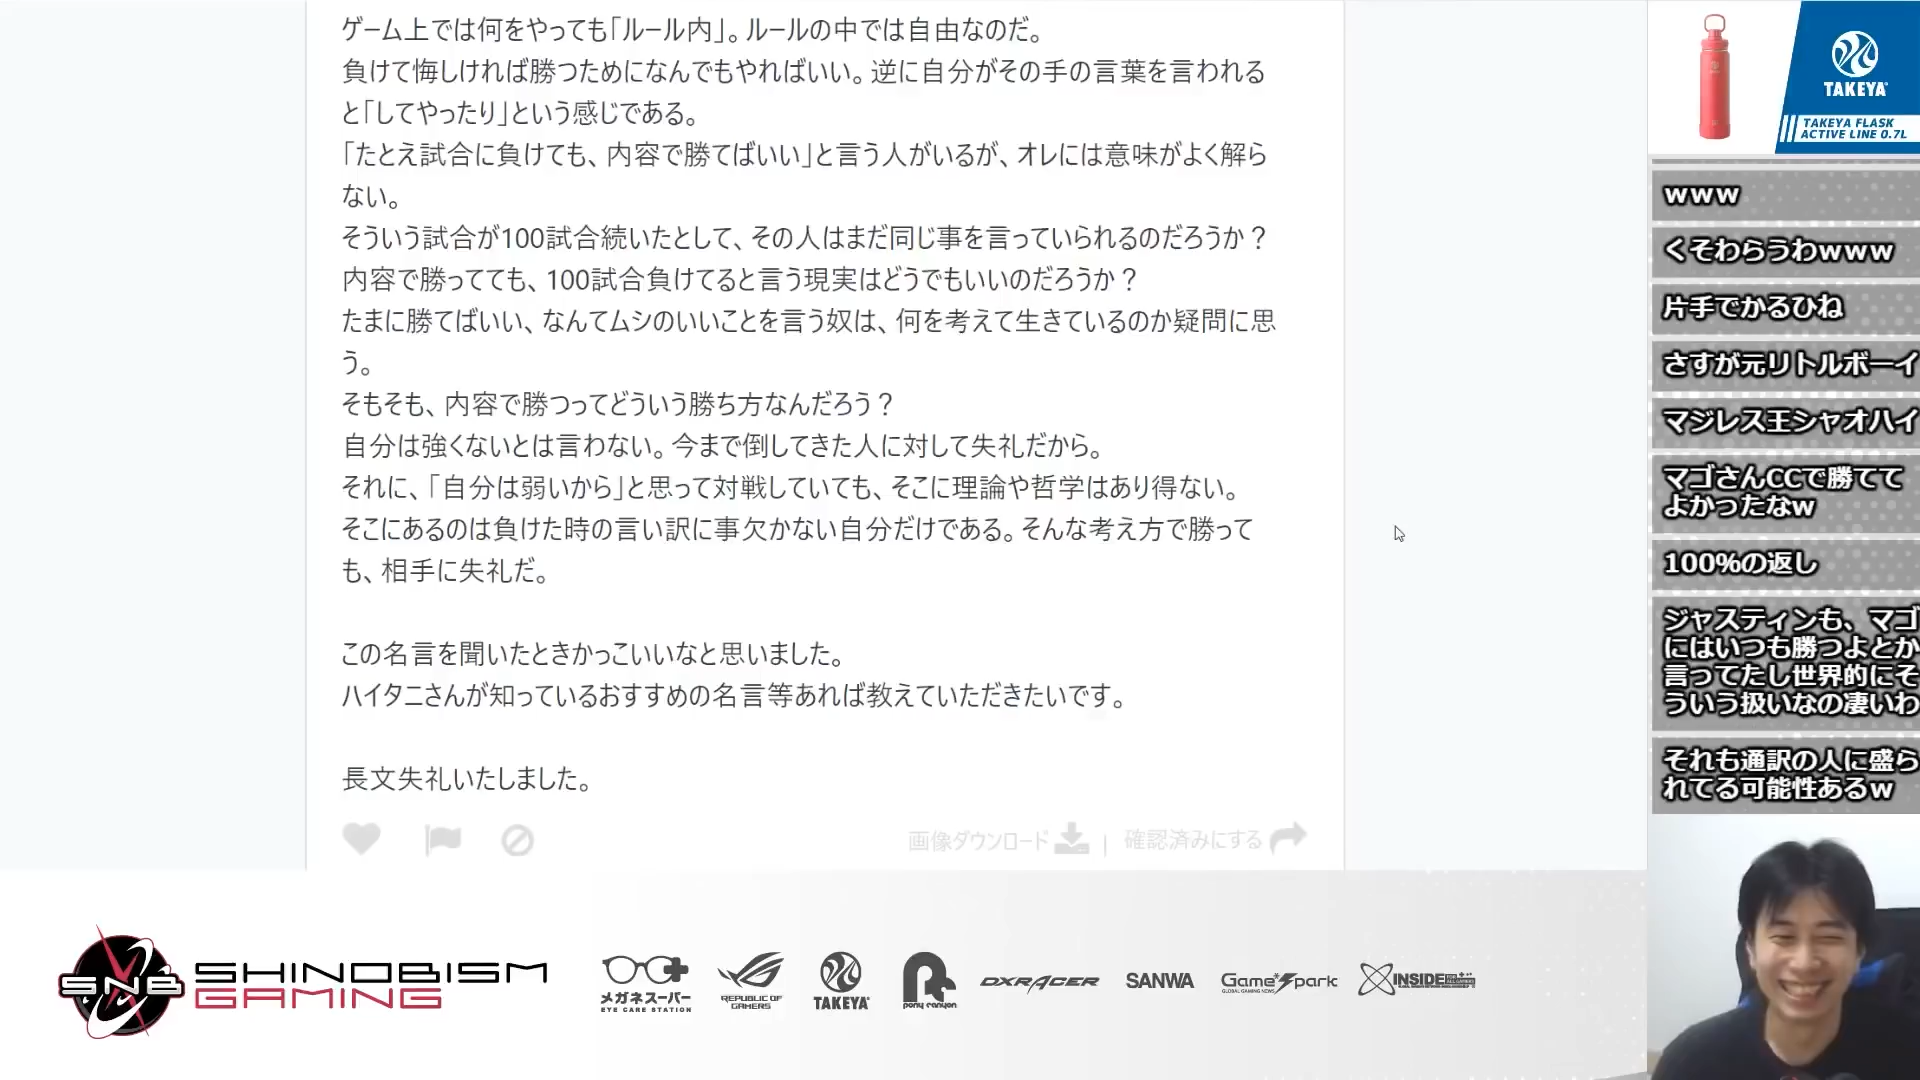 ゲーム上では何をやっても「ルール内」。ルールの中では自由なのだ。
負けて悔しければ勝つためになんでもやればいい。逆に自分がその手の言葉を言われる
と「してやったり」という感じである。
「たとえ試合に負けても、内容で勝てばいい」と言う人がいるが、オレには意味がよく解ら
ない。
そういう試合が100試合続いたとして、その人はまだ同じ事を言っていられるのだろうか？
内容で勝ってても、100試合負けてると言う現実はどうでもいいのだろうか？
たまに勝てばいい、なんてムシのいいことを言う奴は、何を考えて生きているのか疑問に思
う。
そもそも、内容で勝つってどういう勝ち方なんだろう？
自分は強くないとは言わない。今まで倒してきた人に対して失礼だから。
それに、「自分は弱いから」と思って対戦していても、そこに理論や哲学はあり得ない。
そこにあるのは負けた時の言い訳に事欠かない自分だけである。そんな考え方で勝って
も、相手に失礼だ。
この名言を聞いたときかっこいいなと思いました。
ハイタニさんが知っているおすすめの名言等あれば教えていただきたいです。
長文失礼いたしました。
画像ダウンロード | 確認済みにする
TAKEYA
TAKEYA FLASK
ACTIVE LINE 0.7L
www
くそわらうわwww
片手でかるひね
さすが元リトルボーイ
マジレス王シャオハイ
マゴさんCCで勝てて
よかったなw
100%の返し
ジャスティンも、マゴ
にはいつも勝つよとか
言ってたし世界的にそ
ういう扱いなの凄いわ
それも通訳の人に盛ら
れてる可能性あるw
SNB
SHINOBISM
GAMING
メガネスーパー
EYE CARE STATION
REPUBLIC OF
GAMERS
TAKEYA
pony canyon
DXRACER
SANWA
Game*Spark
GLOBAL GAMING NEWS
INSIDE